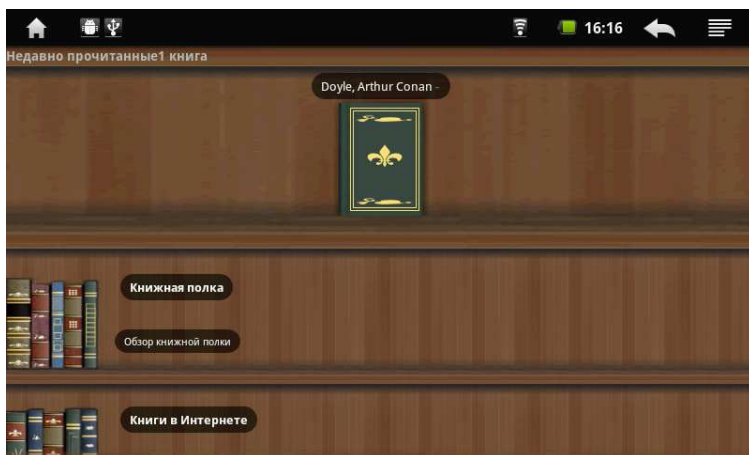 16:16
Недавно прочитанные1 книга
Doyle, Arthur Conan -
Книжная полка
Обзор книжной полки
Книги в Интернете